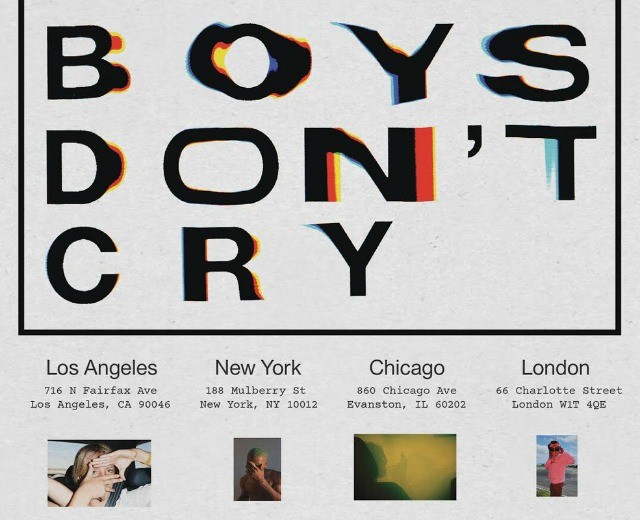 BOYS
DON'T
CRY
Los Angeles
716 N Fairfax Ave
Los Angeles, CA 90046
New York
188 Mulberry St
New York, NY 10012
Chicago
860 Chicago Ave
Evanston, IL 60202
London
66 Charlotte Street
London W1T 4QE